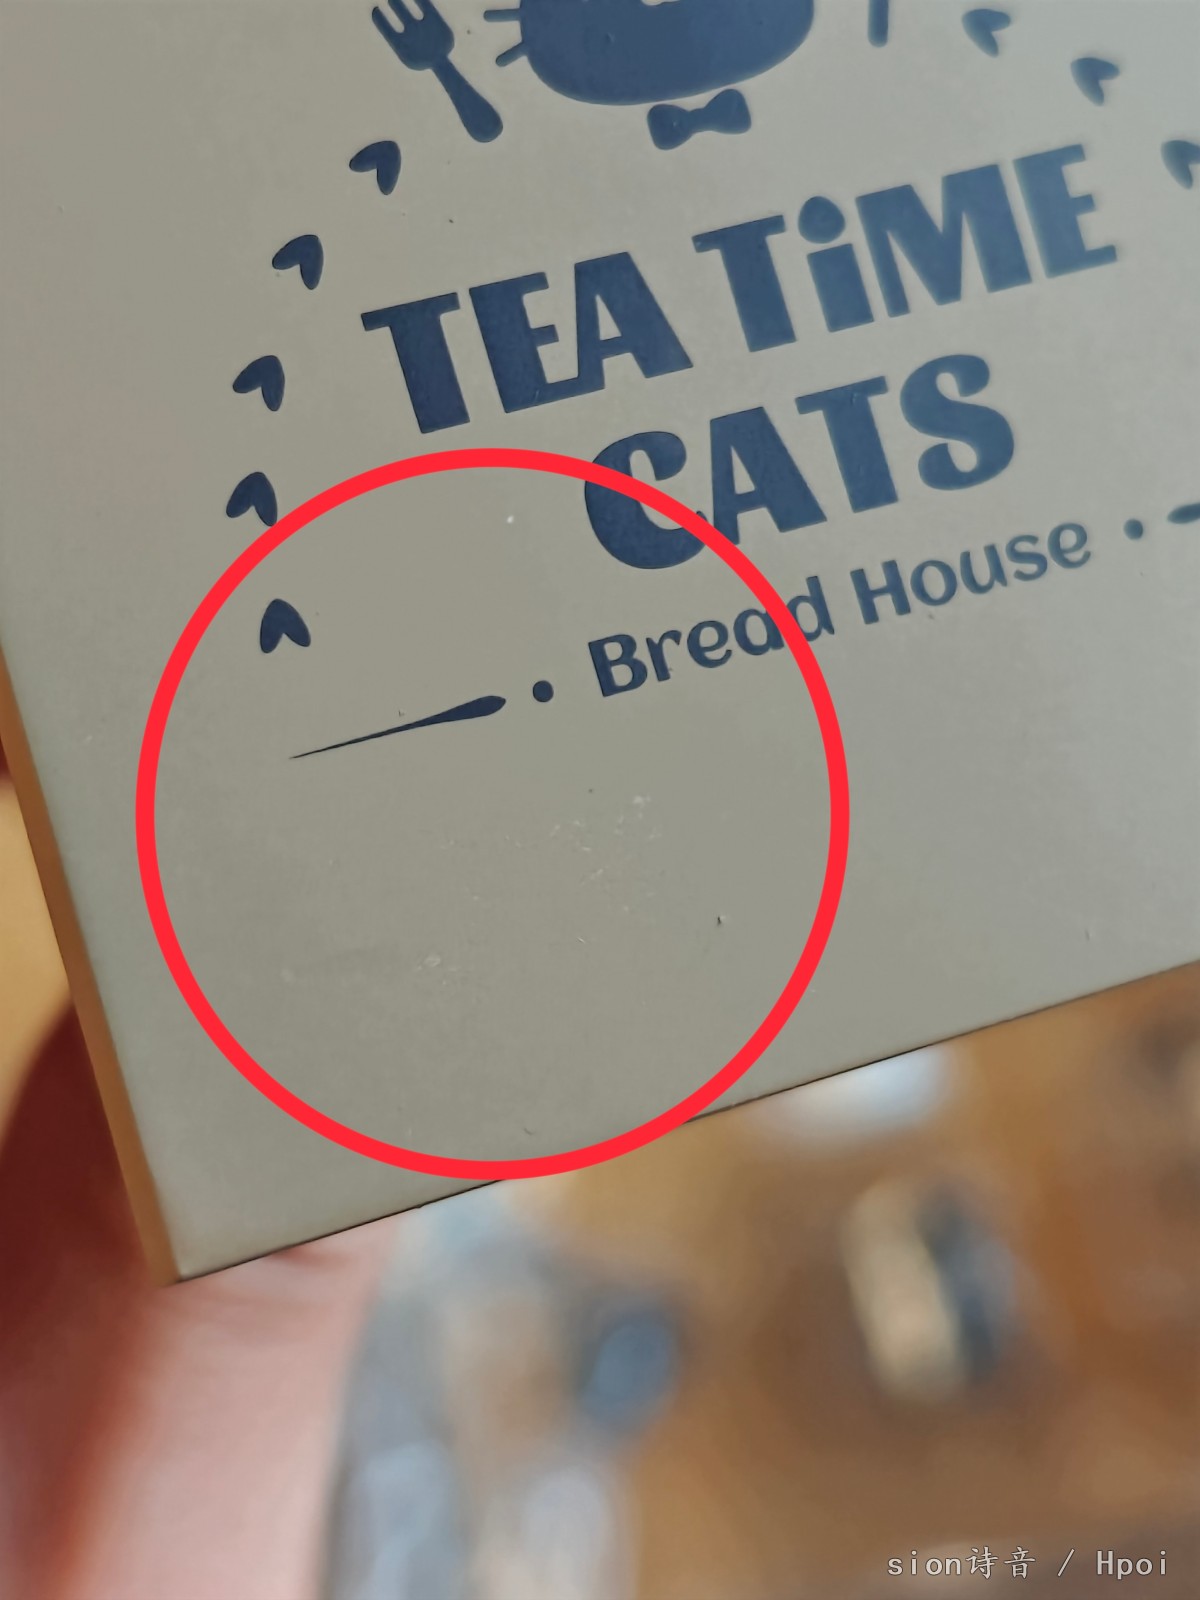 TEA TiME
CATS
Bread House
sion诗音 / Hpoi